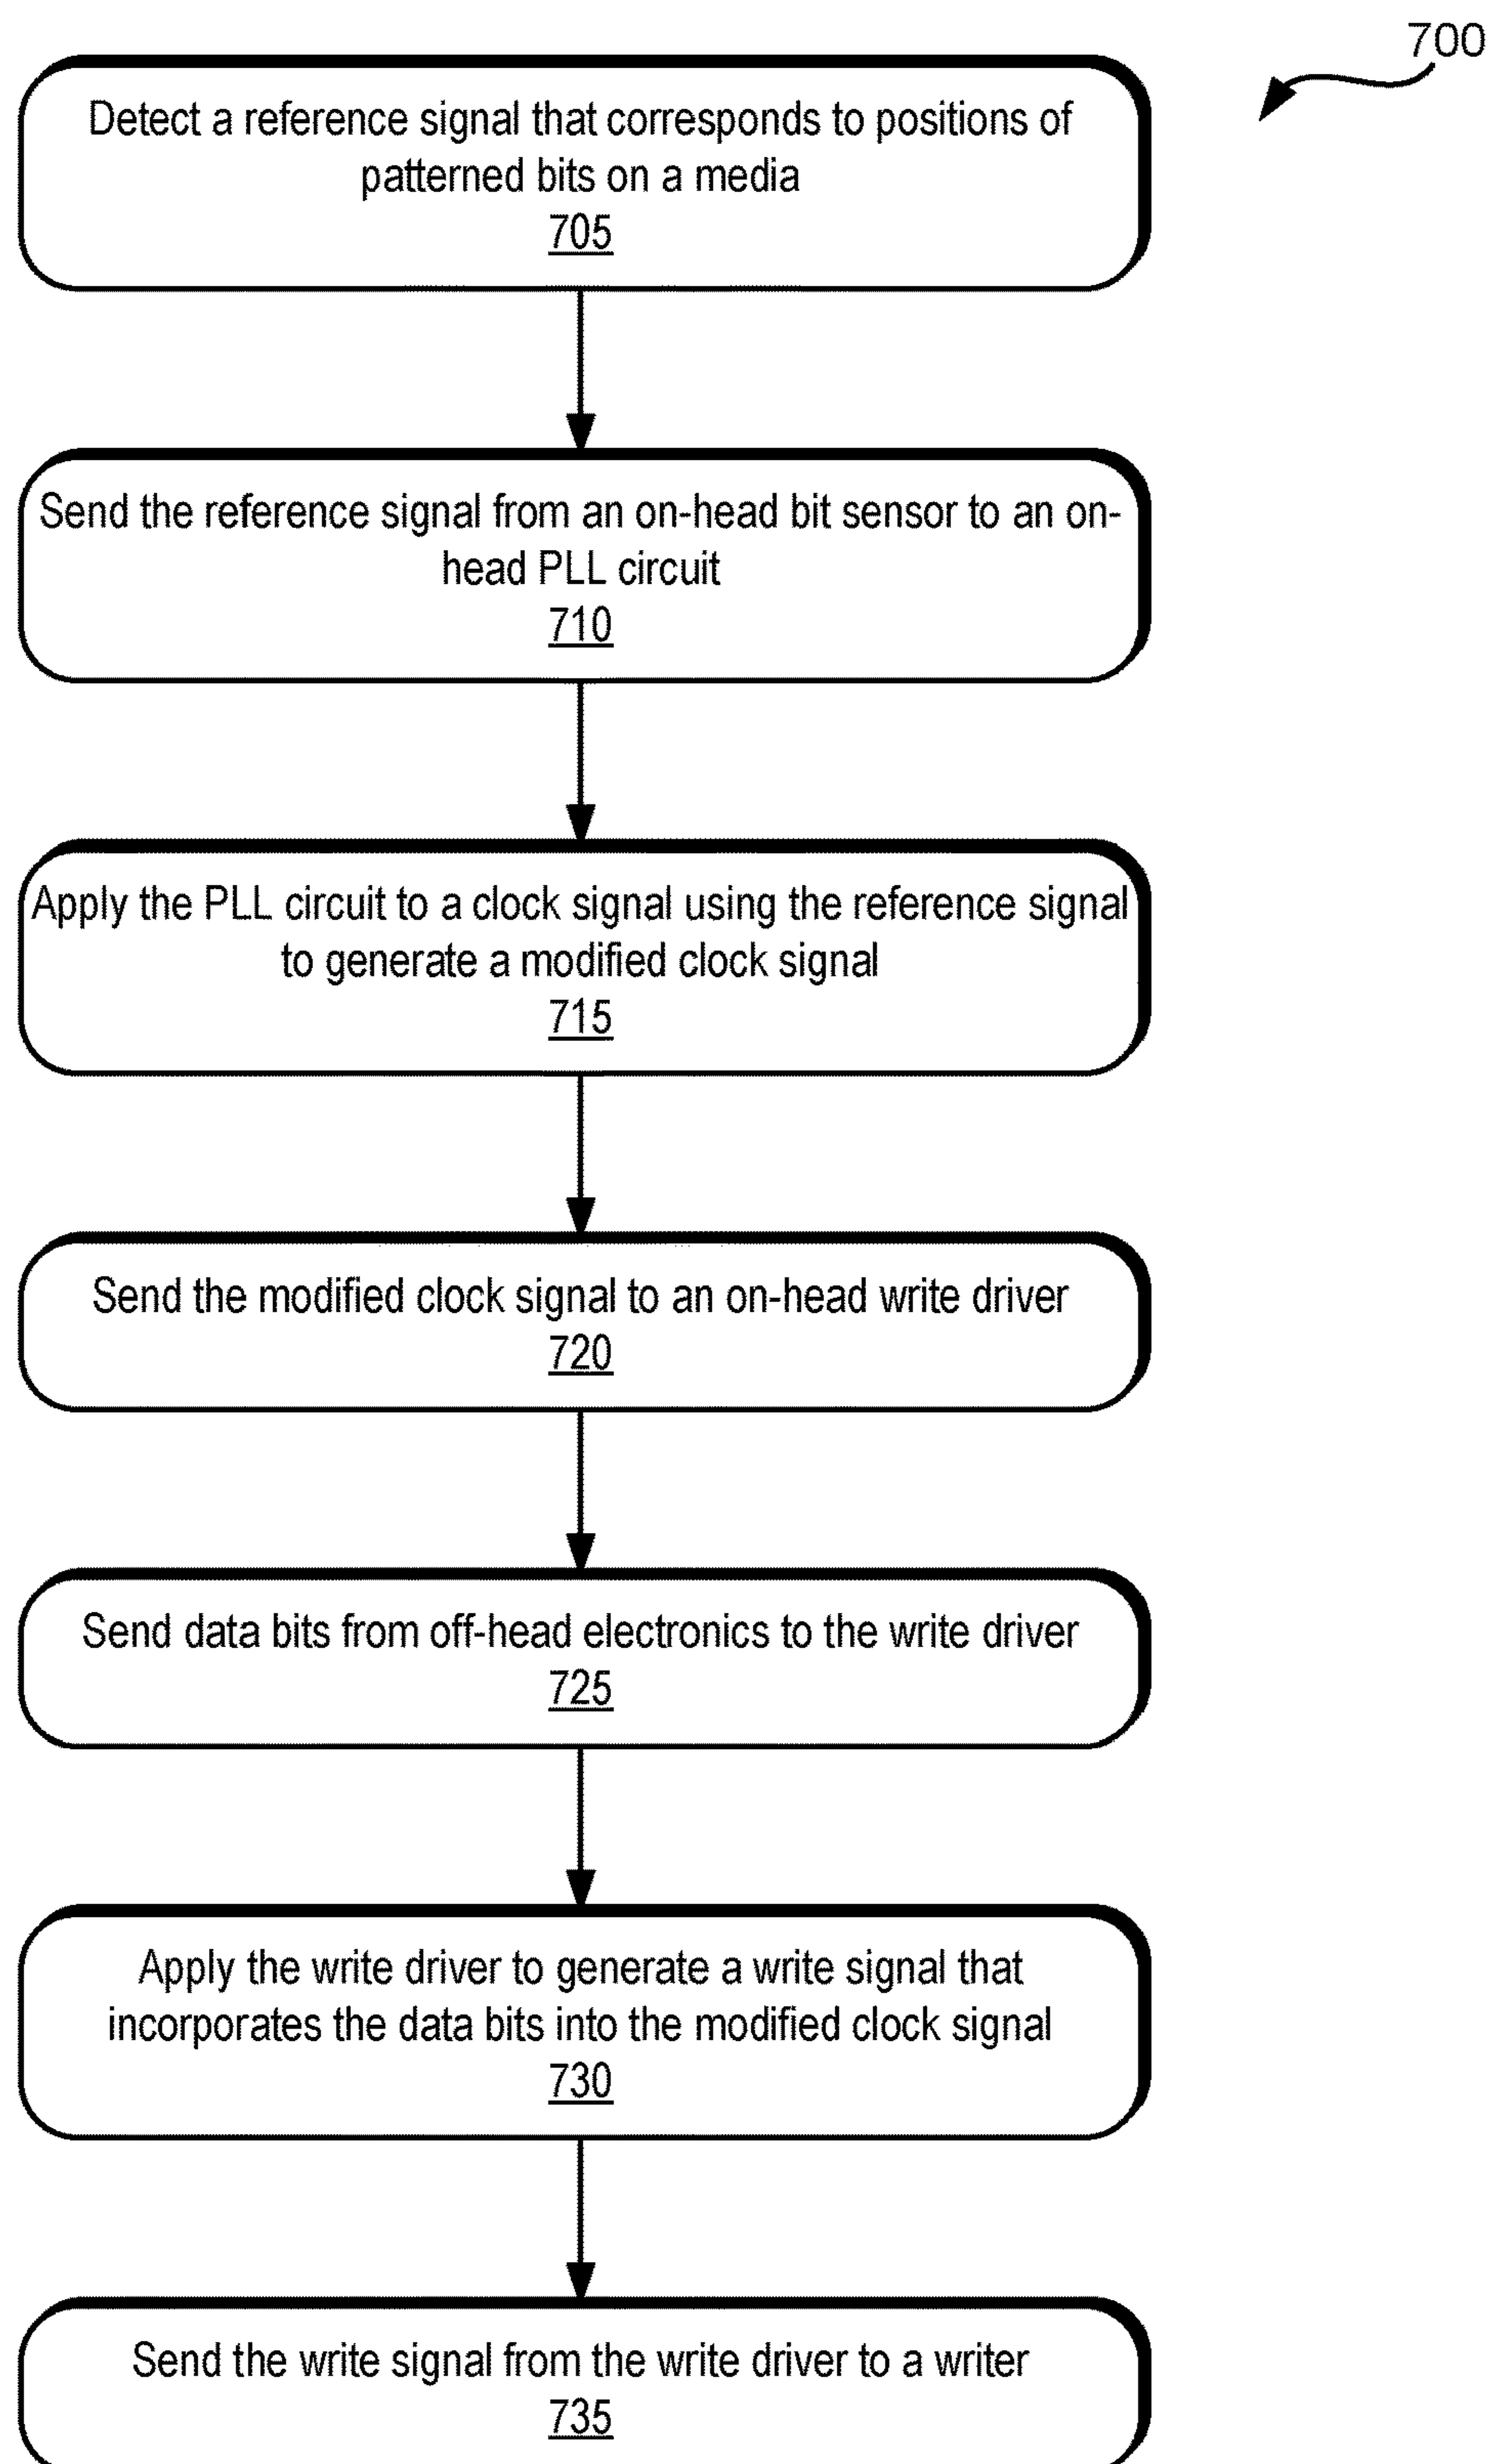 700
Detect a reference signal that corresponds to positions of
patterned bits on a media
705
Send the reference signal from an on-head bit sensor to an on-
head PLL circuit
710
Apply the PLL circuit to a clock signal using the reference signal
to generate a modified clock signal
715
Send the modified clock signal to an on-head write driver
720
Send data bits from off-head electronics to the write driver
725
Apply the write driver to generate a write signal that
incorporates the data bits into the modified clock signal
730
Send the write signal from the write driver to a writer
735